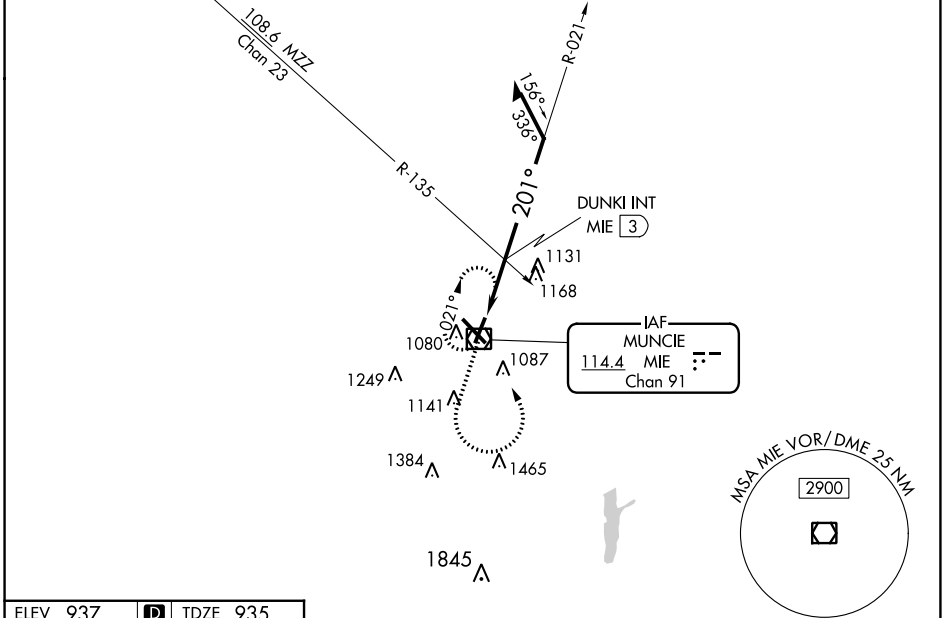 108.6 MZZ
Chan 23
R-021
156°
336°
R-135
201°
DUNKI INT
MIE 3
1131
1168
021°
1080
IAF
MUNCIE
114.4 MIE
Chan 91
1087
1249
1141
1384
1465
MSA MIE VOR/DME 25 NM
2900
1845
ELEV 937 D TDZE 935